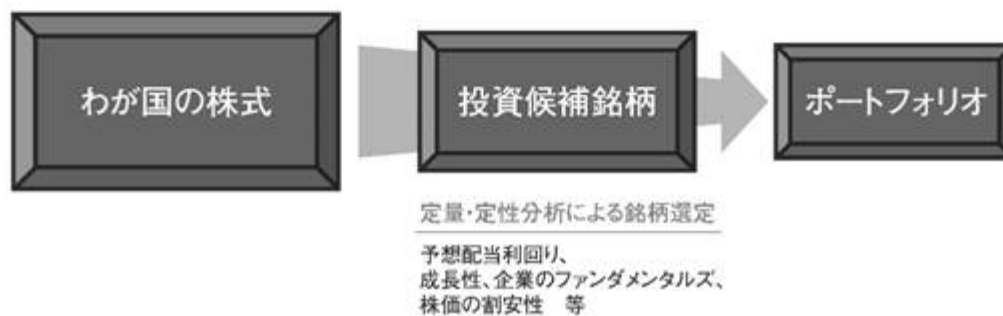 わが国の株式
投資候補銘柄
ポートフォリオ
定量・定性分析による銘柄選定
予想配当利回り、
成長性、企業のファンダメンタルズ、
株価の割安性　等